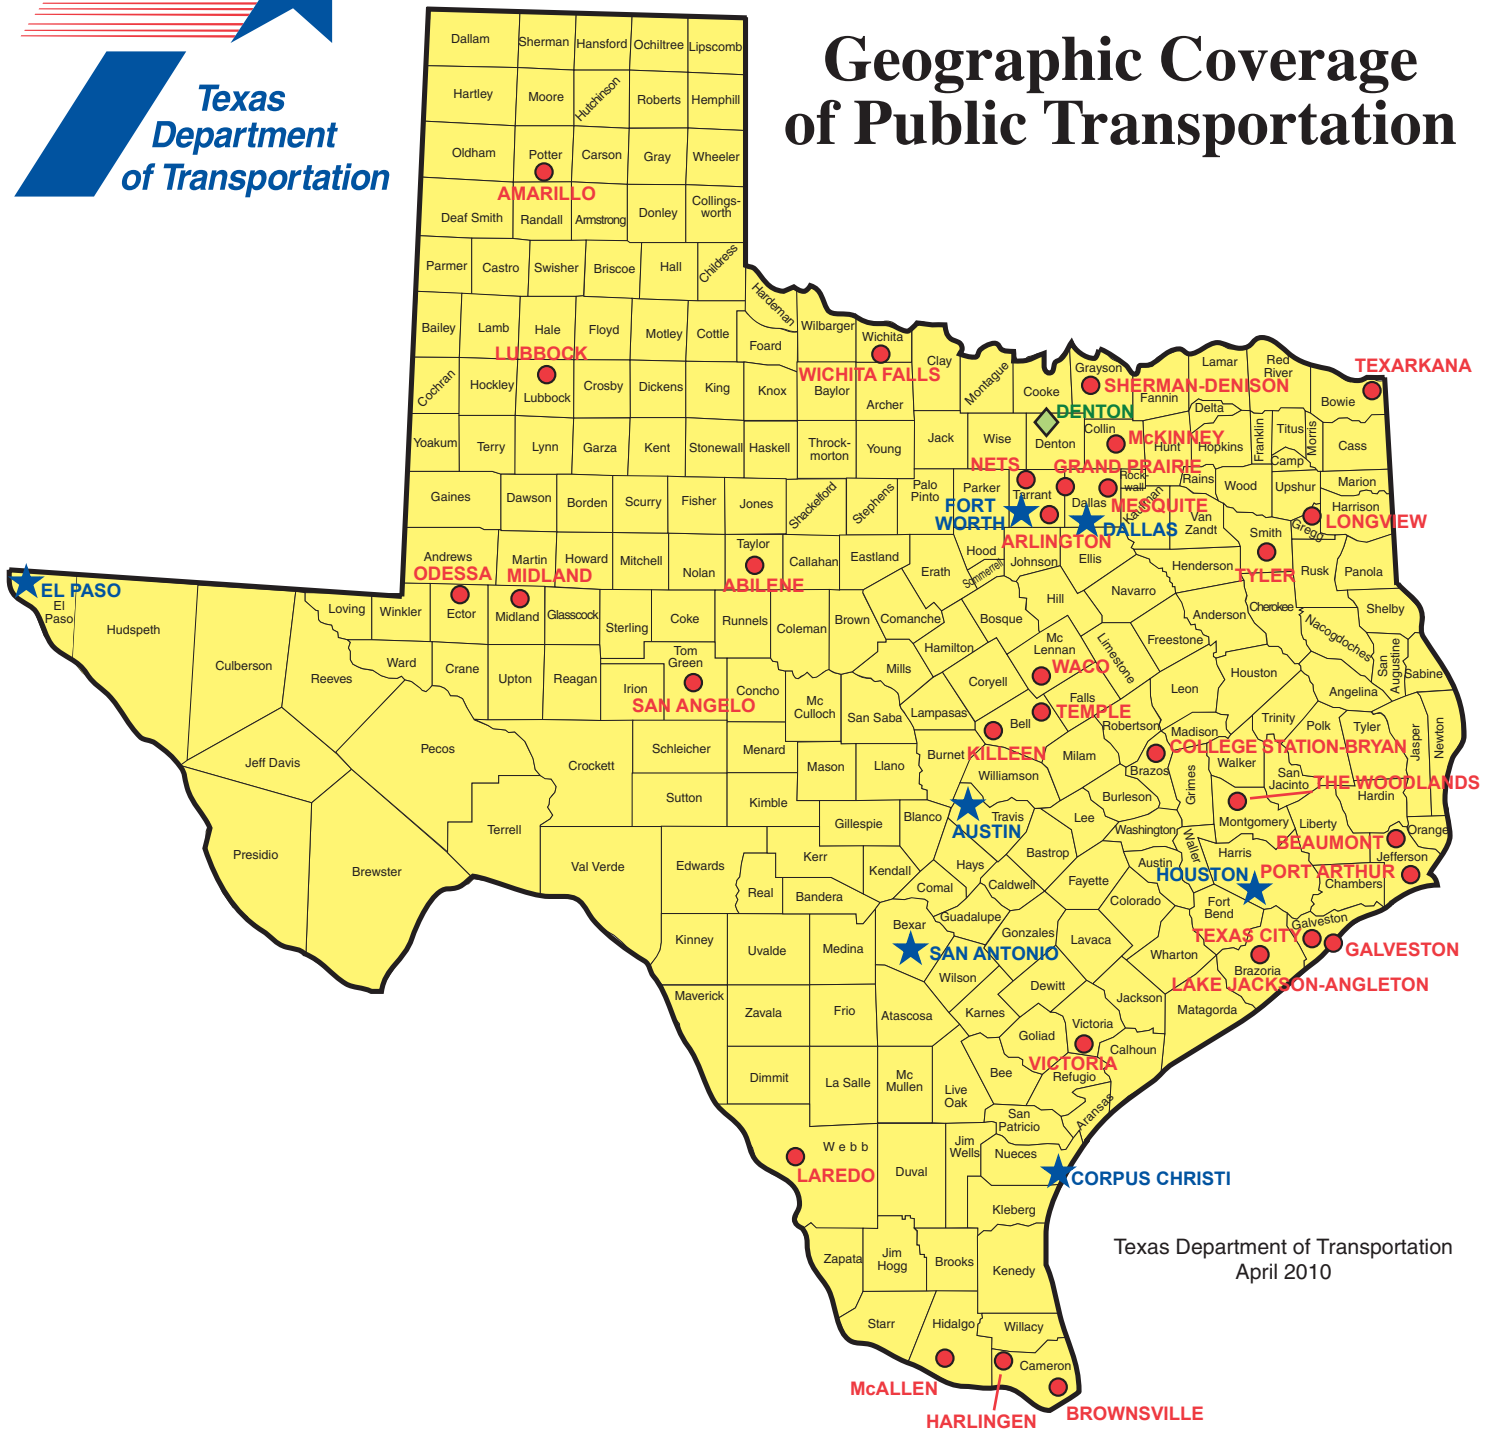 Geographic Coverage
of Public Transportation
Texas
Department
of Transportation
Dallam
Sherman
Hansford
Ochiltree
Lipscomb
Hartley
Moore
Hutchinson
Roberts
Hemphill
Oldham
Potter
Carson
Gray
Wheeler
AMARILLO
Deaf Smith
Randall
Armstrong
Donley
Collings-
worth
Parmer
Castro
Swisher
Briscoe
Hall
Childress
Hardeman
Bailey
Lamb
Hale
Floyd
Motley
Cottle
Foard
Wilbarger
Wichita
LUBBOCK
WICHITA FALLS
Clay
Montague
Cooke
Grayson
SHERMAN-DENISON
Fannin
Lamar
Red
River
TEXARKANA
Bowie
Cochran
Hockley
Lubbock
Crosby
Dickens
King
Knox
Baylor
Archer
DENTON
Denton
Collin
McKINNEY
Hunt
Delta
Hopkins
Franklin
Titus
Morris
Camp
Cass
Yoakum
Terry
Lynn
Garza
Kent
Stonewall
Haskell
Throck-
morton
Young
Jack
Wise
NETS
GRAND PRAIRIE
Gaines
Dawson
Borden
Scurry
Fisher
Jones
Shackelford
Stephens
Palo
Pinto
Parker
Tarrant
Dallas
Rock-
wall
Kaufman
Rains
Wood
Upshur
Marion
Harrison
FORT
WORTH
MESQUITE
DALLAS
ARLINGTON
Van
Zandt
Smith
Gregg
LONGVIEW
Andrews
ODESSA
Martin
MIDLAND
Howard
Mitchell
Nolan
Taylor
ABILENE
Callahan
Eastland
Erath
Hood
Sommerrell
Johnson
Ellis
Henderson
TYLER
Rusk
Panola
EL PASO
El
Paso
Hudspeth
Culberson
Reeves
Loving
Winkler
Ector
Midland
Glasscock
Sterling
Coke
Runnels
Coleman
Brown
Comanche
Bosque
Hill
Navarro
Anderson
Cherokee
Nacogdoches
Shelby
San
Augustine
Sabine
Ward
Crane
Upton
Reagan
Irion
Tom
Green
SAN ANGELO
Concho
Mc
Culloch
Mills
Hamilton
Mc
Lennan
WACO
Limestone
Freestone
Leon
Houston
Angelina
San Saba
Lampasas
Coryell
Bell
Falls
TEMPLE
KILLEEN
Robertson
Madison
Trinity
Polk
Tyler
Jasper
Newton
Jeff Davis
Pecos
Crockett
Schleicher
Menard
Mason
Llano
Burnet
Williamson
Milam
COLLEGE STATION-BRYAN
Brazos
Grimes
Walker
San
Jacinto
THE WOODLANDS
Hardin
Terrell
Sutton
Kimble
Gillespie
Blanco
Travis
AUSTIN
Lee
Burleson
Washington
Waller
Montgomery
Liberty
BEAUMONT
Orange
Jefferson
Presidio
Brewster
Val Verde
Edwards
Real
Kerr
Bandera
Kendall
Hays
Comal
Caldwell
Bastrop
Fayette
Austin
Colorado
Harris
HOUSTON
PORT ARTHUR
Chambers
Fort
Bend
Galveston
Kinney
Uvalde
Medina
Bexar
SAN ANTONIO
Guadalupe
Gonzales
Lavaca
Wharton
TEXAS CITY
GALVESTON
Brazoria
LAKE JACKSON-ANGLETON
Maverick
Zavala
Frio
Atascosa
Wilson
Karnes
Dewitt
Jackson
Matagorda
Goliad
Victoria
VICTORIA
Calhoun
Dimmit
La Salle
Mc
Mullen
Live
Oak
Bee
Refugio
San
Patricio
Aransas
Webb
LAREDO
Duval
Jim
Wells
Nueces
CORPUS CHRISTI
Kleberg
Zapata
Jim
Hogg
Brooks
Kenedy
Texas Department of Transportation
April 2010
Starr
Hidalgo
Willacy
Cameron
McALLEN
HARLINGEN
BROWNSVILLE